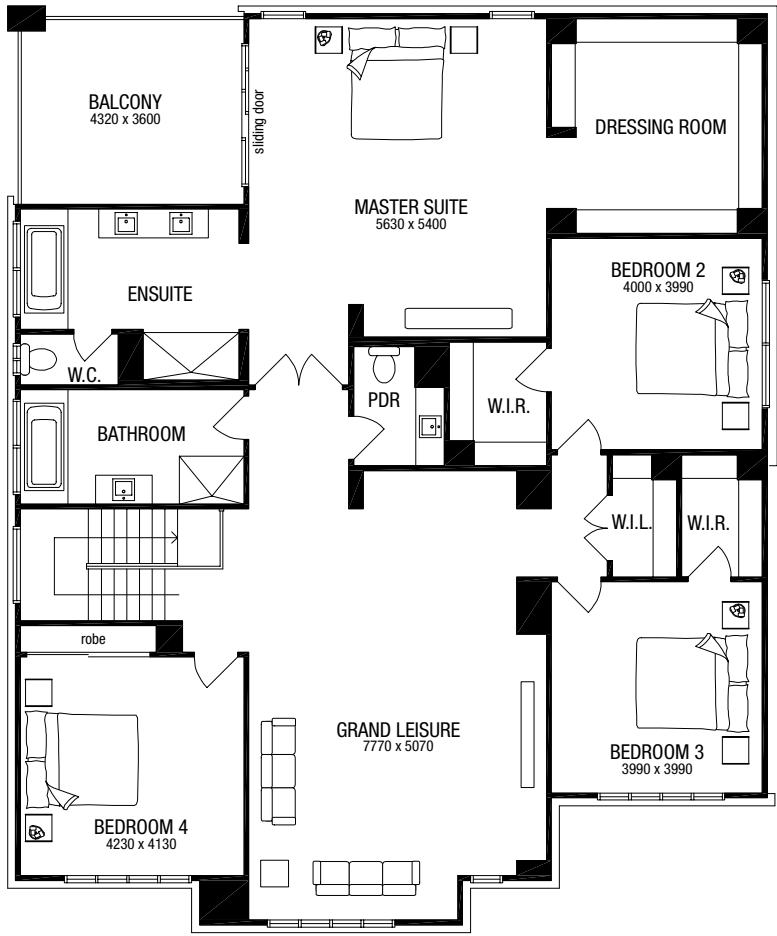 BALCONY
4320 x 3600
sliding door
DRESSING ROOM
MASTER SUITE
5630 x 5400
BEDROOM 2
4000 x 3990
ENSUITE
W.C.
PDR
W.I.R.
BATHROOM
W.I.L.
W.I.R.
robe
GRAND LEISURE
7770 x 5070
BEDROOM 3
3990 x 3990
BEDROOM 4
4230 x 4130